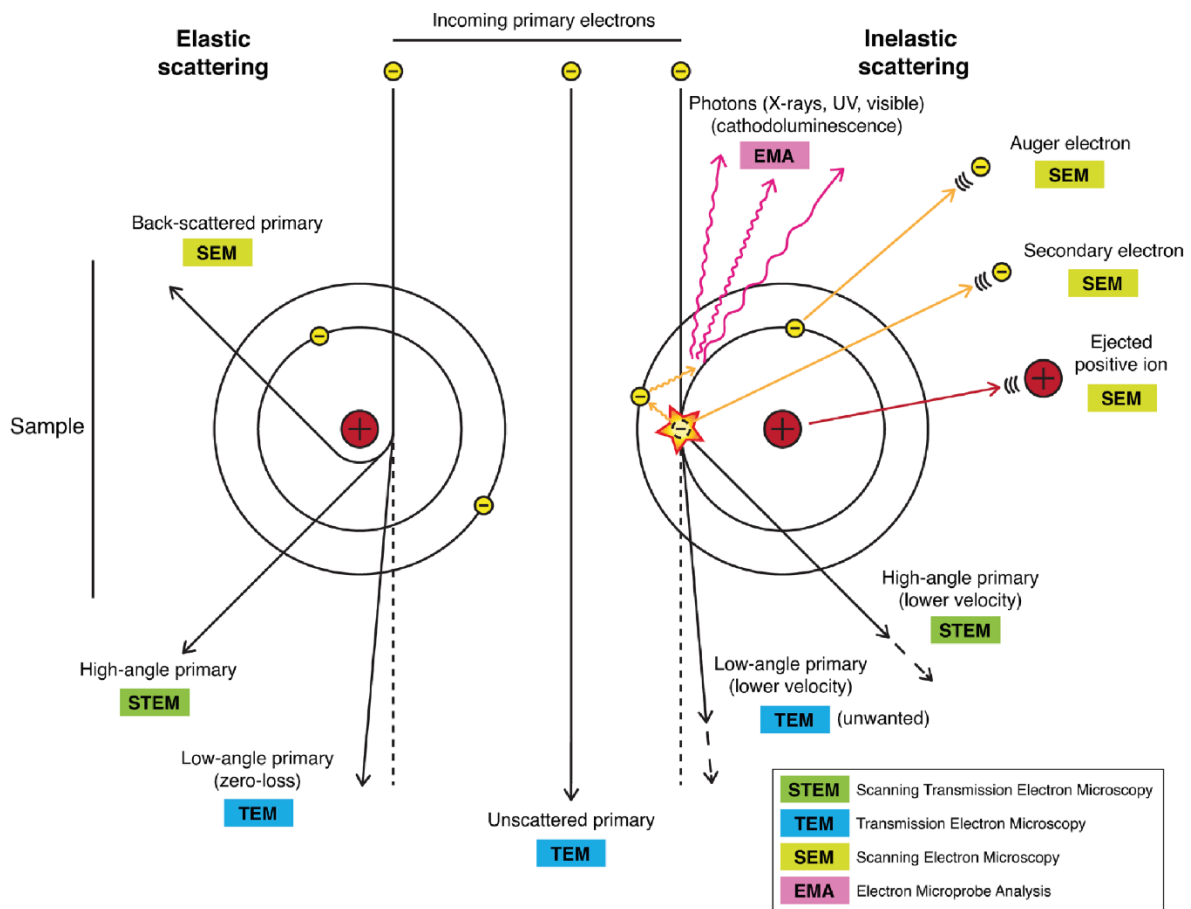 Incoming primary electrons
Elastic
scattering
Inelastic
scattering
Photons (X-rays, UV, visible)
(cathodoluminescence)
EMA
Auger electron
SEM
Back-scattered primary
SEM
Secondary electron
SEM
Ejected
positive ion
SEM
Sample
High-angle primary
(lower velocity)
STEM
High-angle primary
STEM
Low-angle primary
(lower velocity)
TEM (unwanted)
Low-angle primary
(zero-loss)
TEM
Unscattered primary
TEM
STEM Scanning Transmission Electron Microscopy
TEM Transmission Electron Microscopy
SEM Scanning Electron Microscopy
EMA Electron Microprobe Analysis